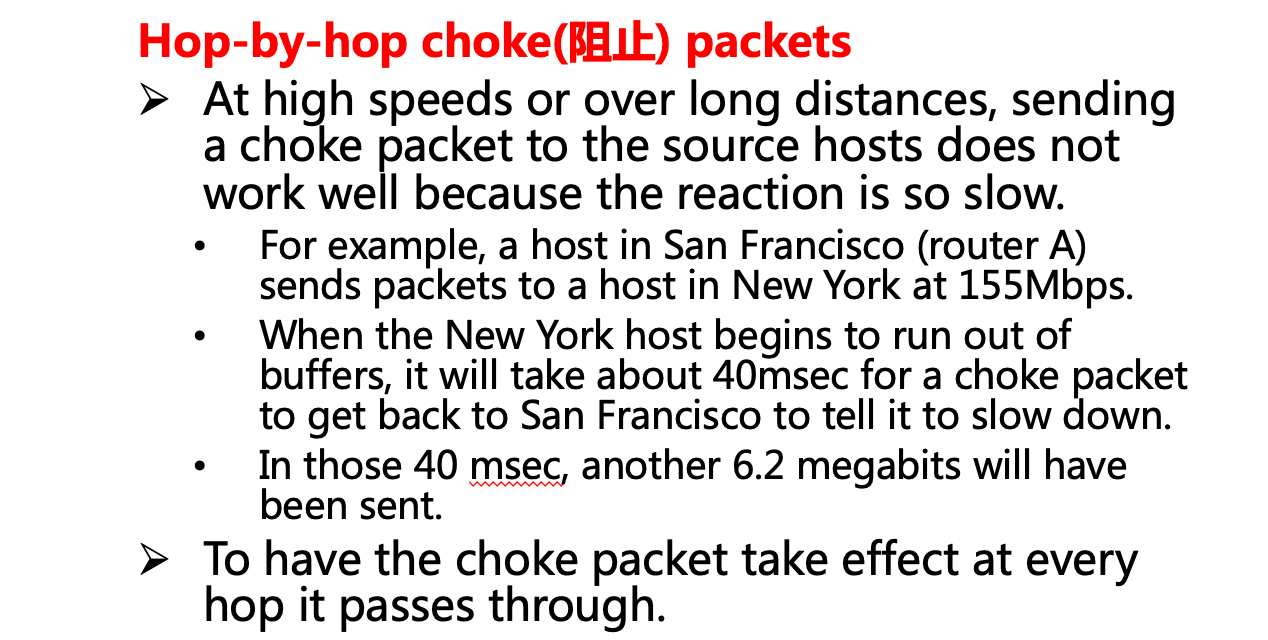 Hop-by-hop choke(阻止) packets
➢ At high speeds or over long distances, sending
a choke packet to the source hosts does not
work well because the reaction is so slow.
• For example, a host in San Francisco (router A)
sends packets to a host in New York at 155Mbps.
• When the New York host begins to run out of
buffers, it will take about 40msec for a choke packet
to get back to San Francisco to tell it to slow down.
• In those 40 msec, another 6.2 megabits will have
been sent.
➢ To have the choke packet take effect at every
hop it passes through.